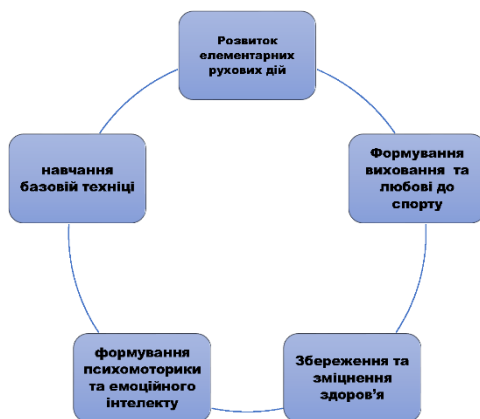 Розвиток
елементарних
рухових дій
Формування
виховання та
любові до
спорту
Збереження та
зміцнення
здоров’я
формування
психомоторики
та емоційного
інтелекту
навчання
базовій техніці